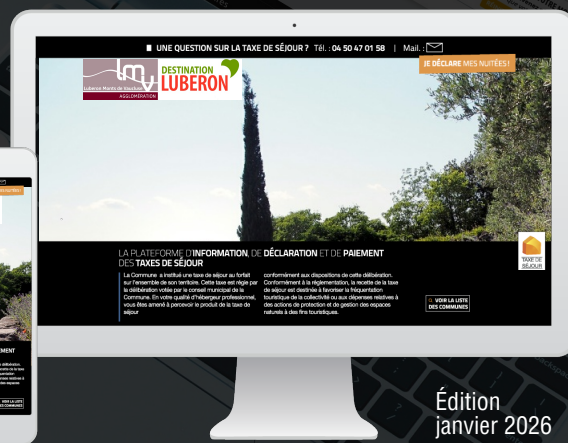 UNE QUESTION SUR LA TAXE DE SÉJOUR ? Tél. : 04 50 47 01 58 | Mail. :
JE DÉCLARE MES NUITÉES !
lmv
Luberon Monts de Vaucluse
AGGLOMÉRATION
DESTINATION
LUBERON
LA PLATEFORME D'INFORMATION, DE DÉCLARATION ET DE PAIEMENT
DES TAXES DE SÉJOUR
La Commune a institué une taxe de séjour au forfait
sur l'ensemble de son territoire. Cette taxe est régie par
la délibération votée par le conseil municipal de la
Commune. En votre qualité d'hébergeur professionnel,
vous êtes amené à percevoir le produit de la taxe de
séjour
conformément aux dispositions de cette délibération.
Conformément à la réglementation, la recette de la taxe
de séjour est destinée à favoriser la fréquentation
touristique de la collectivité ou aux dépenses relatives à
des actions de protection et de gestion des espaces
naturels à des fins touristiques.
VOIR LA LISTE
DES COMMUNES
TAXE DE
SÉJOUR
Édition
janvier 2026